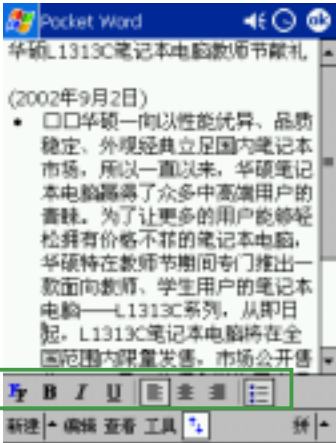 Pocket Word
华硕L1313C笔记本电脑教师节献礼
(2002年9月2日)
• □□华硕一向以性能优异、品质
稳定、外观经典立足国内笔记本
市场，所以一直以来，华硕笔记
本电脑赢得了众多中高端用户的
青睐。为了让更多的用户能够轻
松拥有价格不菲的笔记本电脑，
华硕特在教师节期间专门推出一
款面向教师、学生用户的笔记本
电脑——L1313C系列，从即日
起，L1313C笔记本电脑将在全
国范围内限量发售，市场公开售
B I U
新建 编辑 查看 工具 拼